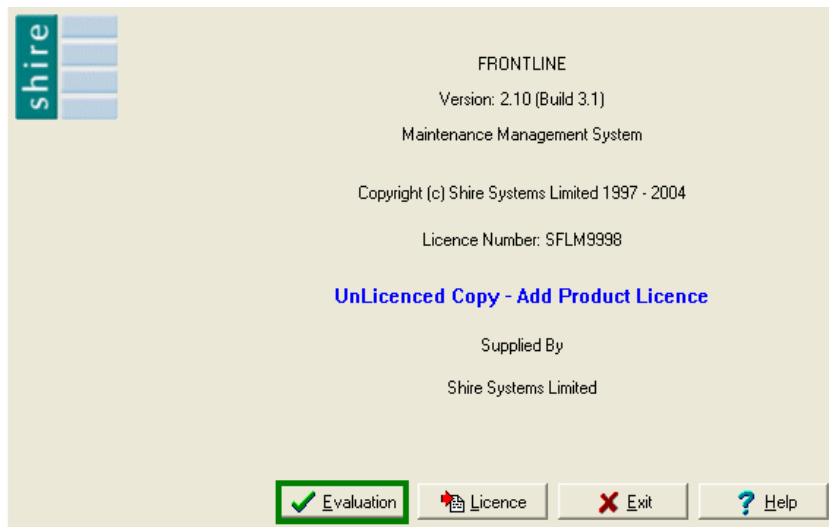 shire
FRONTLINE
Version: 2.10 (Build 3.1)
Maintenance Management System
Copyright (c) Shire Systems Limited 1997 - 2004
Licence Number: SFLM9998
UnLicenced Copy - Add Product Licence
Supplied By
Shire Systems Limited
Evaluation Licence Exit ? Help